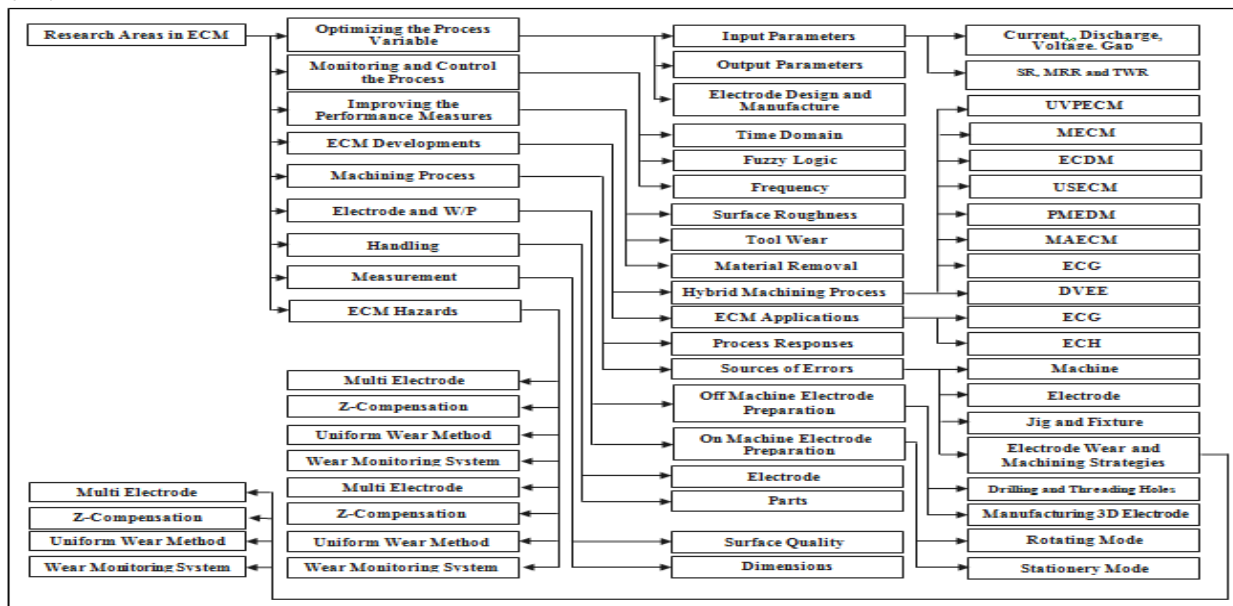 Research Areas in ECM
Optimizing the Process
Variable
Monitoring and Control
the Process
Improving the
Performance Measures
ECM Developments
Machining Process
Electrode and W/P
Handling
Measurement
ECM Hazards
Multi Electrode
Z-Compensation
Uniform Wear Method
Wear Monitoring System
Multi Electrode
Z-Compensation
Uniform Wear Method
Wear Monitoring System
Multi Electrode
Z-Compensation
Uniform Wear Method
Wear Monitoring System
Input Parameters
Output Parameters
Electrode Design and
Manufacture
Time Domain
Fuzzy Logic
Frequency
Surface Roughness
Tool Wear
Material Removal
Hybrid Machining Process
ECM Applications
Process Responses
Sources of Errors
Off Machine Electrode
Preparation
On Machine Electrode
Preparation
Electrode
Parts
Surface Quality
Dimensions
Current,, Discharge,
Voltage. Gap
SR, MRR and TWR
UVPECM
MECM
ECDM
USECM
PMEDM
MAECM
ECG
DVEE
ECG
ECH
Machine
Electrode
Jig and Fixture
Electrode Wear and
Machining Strategies
Drilling and Threading Holes
Manufacturing 3D Electrode
Rotating Mode
Stationery Mode